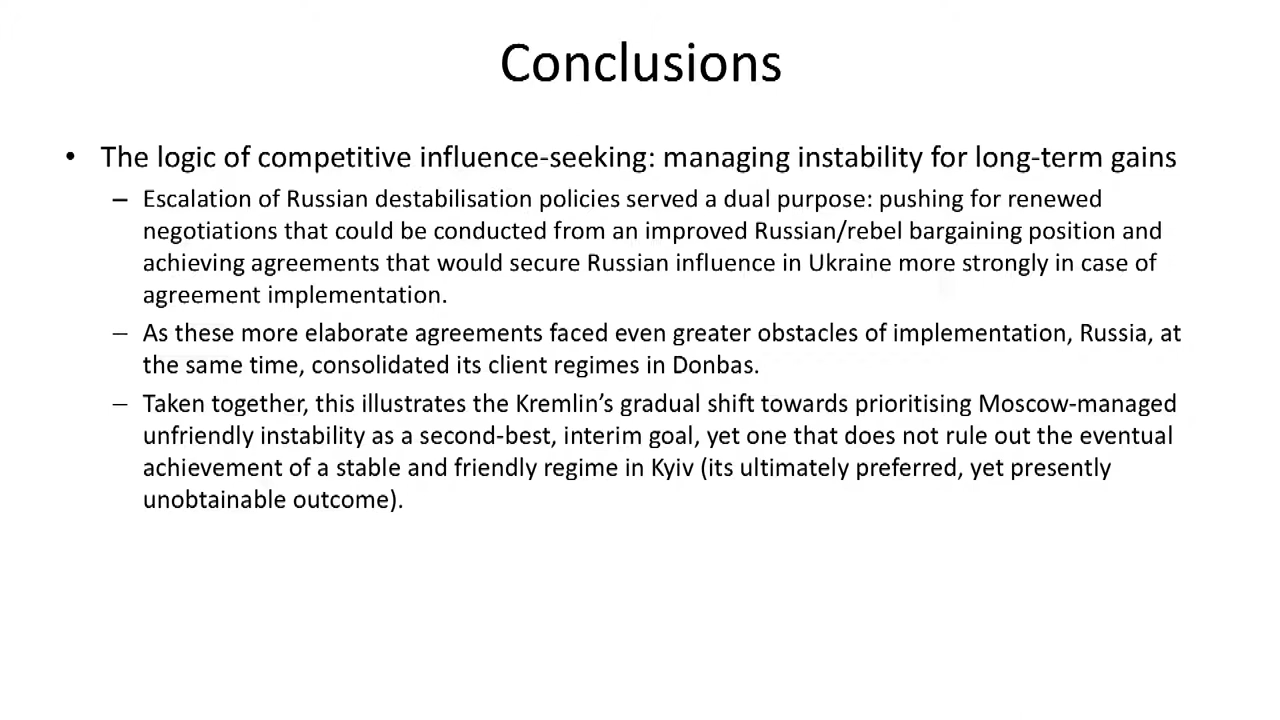 Conclusions
• The logic of competitive influence-seeking: managing instability for long-term gains
– Escalation of Russian destabilisation policies served a dual purpose: pushing for renewed
negotiations that could be conducted from an improved Russian/rebel bargaining position and
achieving agreements that would secure Russian influence in Ukraine more strongly in case of
agreement implementation.
– As these more elaborate agreements faced even greater obstacles of implementation, Russia, at
the same time, consolidated its client regimes in Donbas.
– Taken together, this illustrates the Kremlin’s gradual shift towards prioritising Moscow-managed
unfriendly instability as a second-best, interim goal, yet one that does not rule out the eventual
achievement of a stable and friendly regime in Kyiv (its ultimately preferred, yet presently
unobtainable outcome).